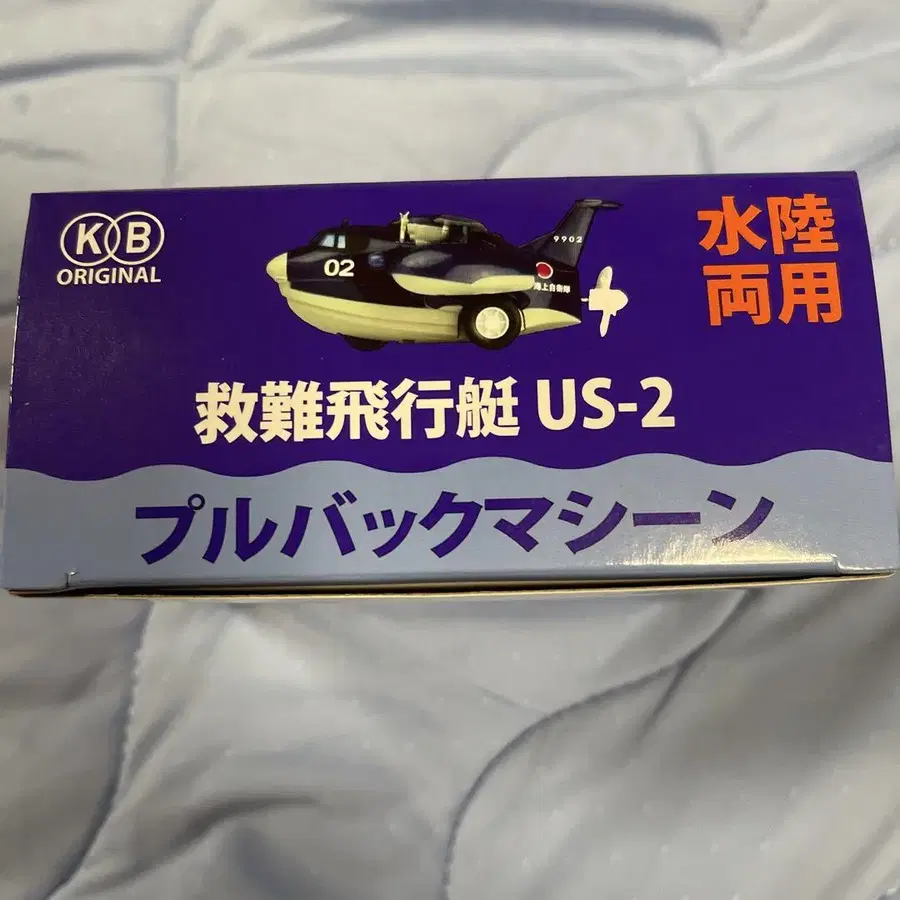 KB
ORIGINAL
水陸
両用
02
9902
海上自衛隊
救難飛行艇 US-2
プルバックマシーン